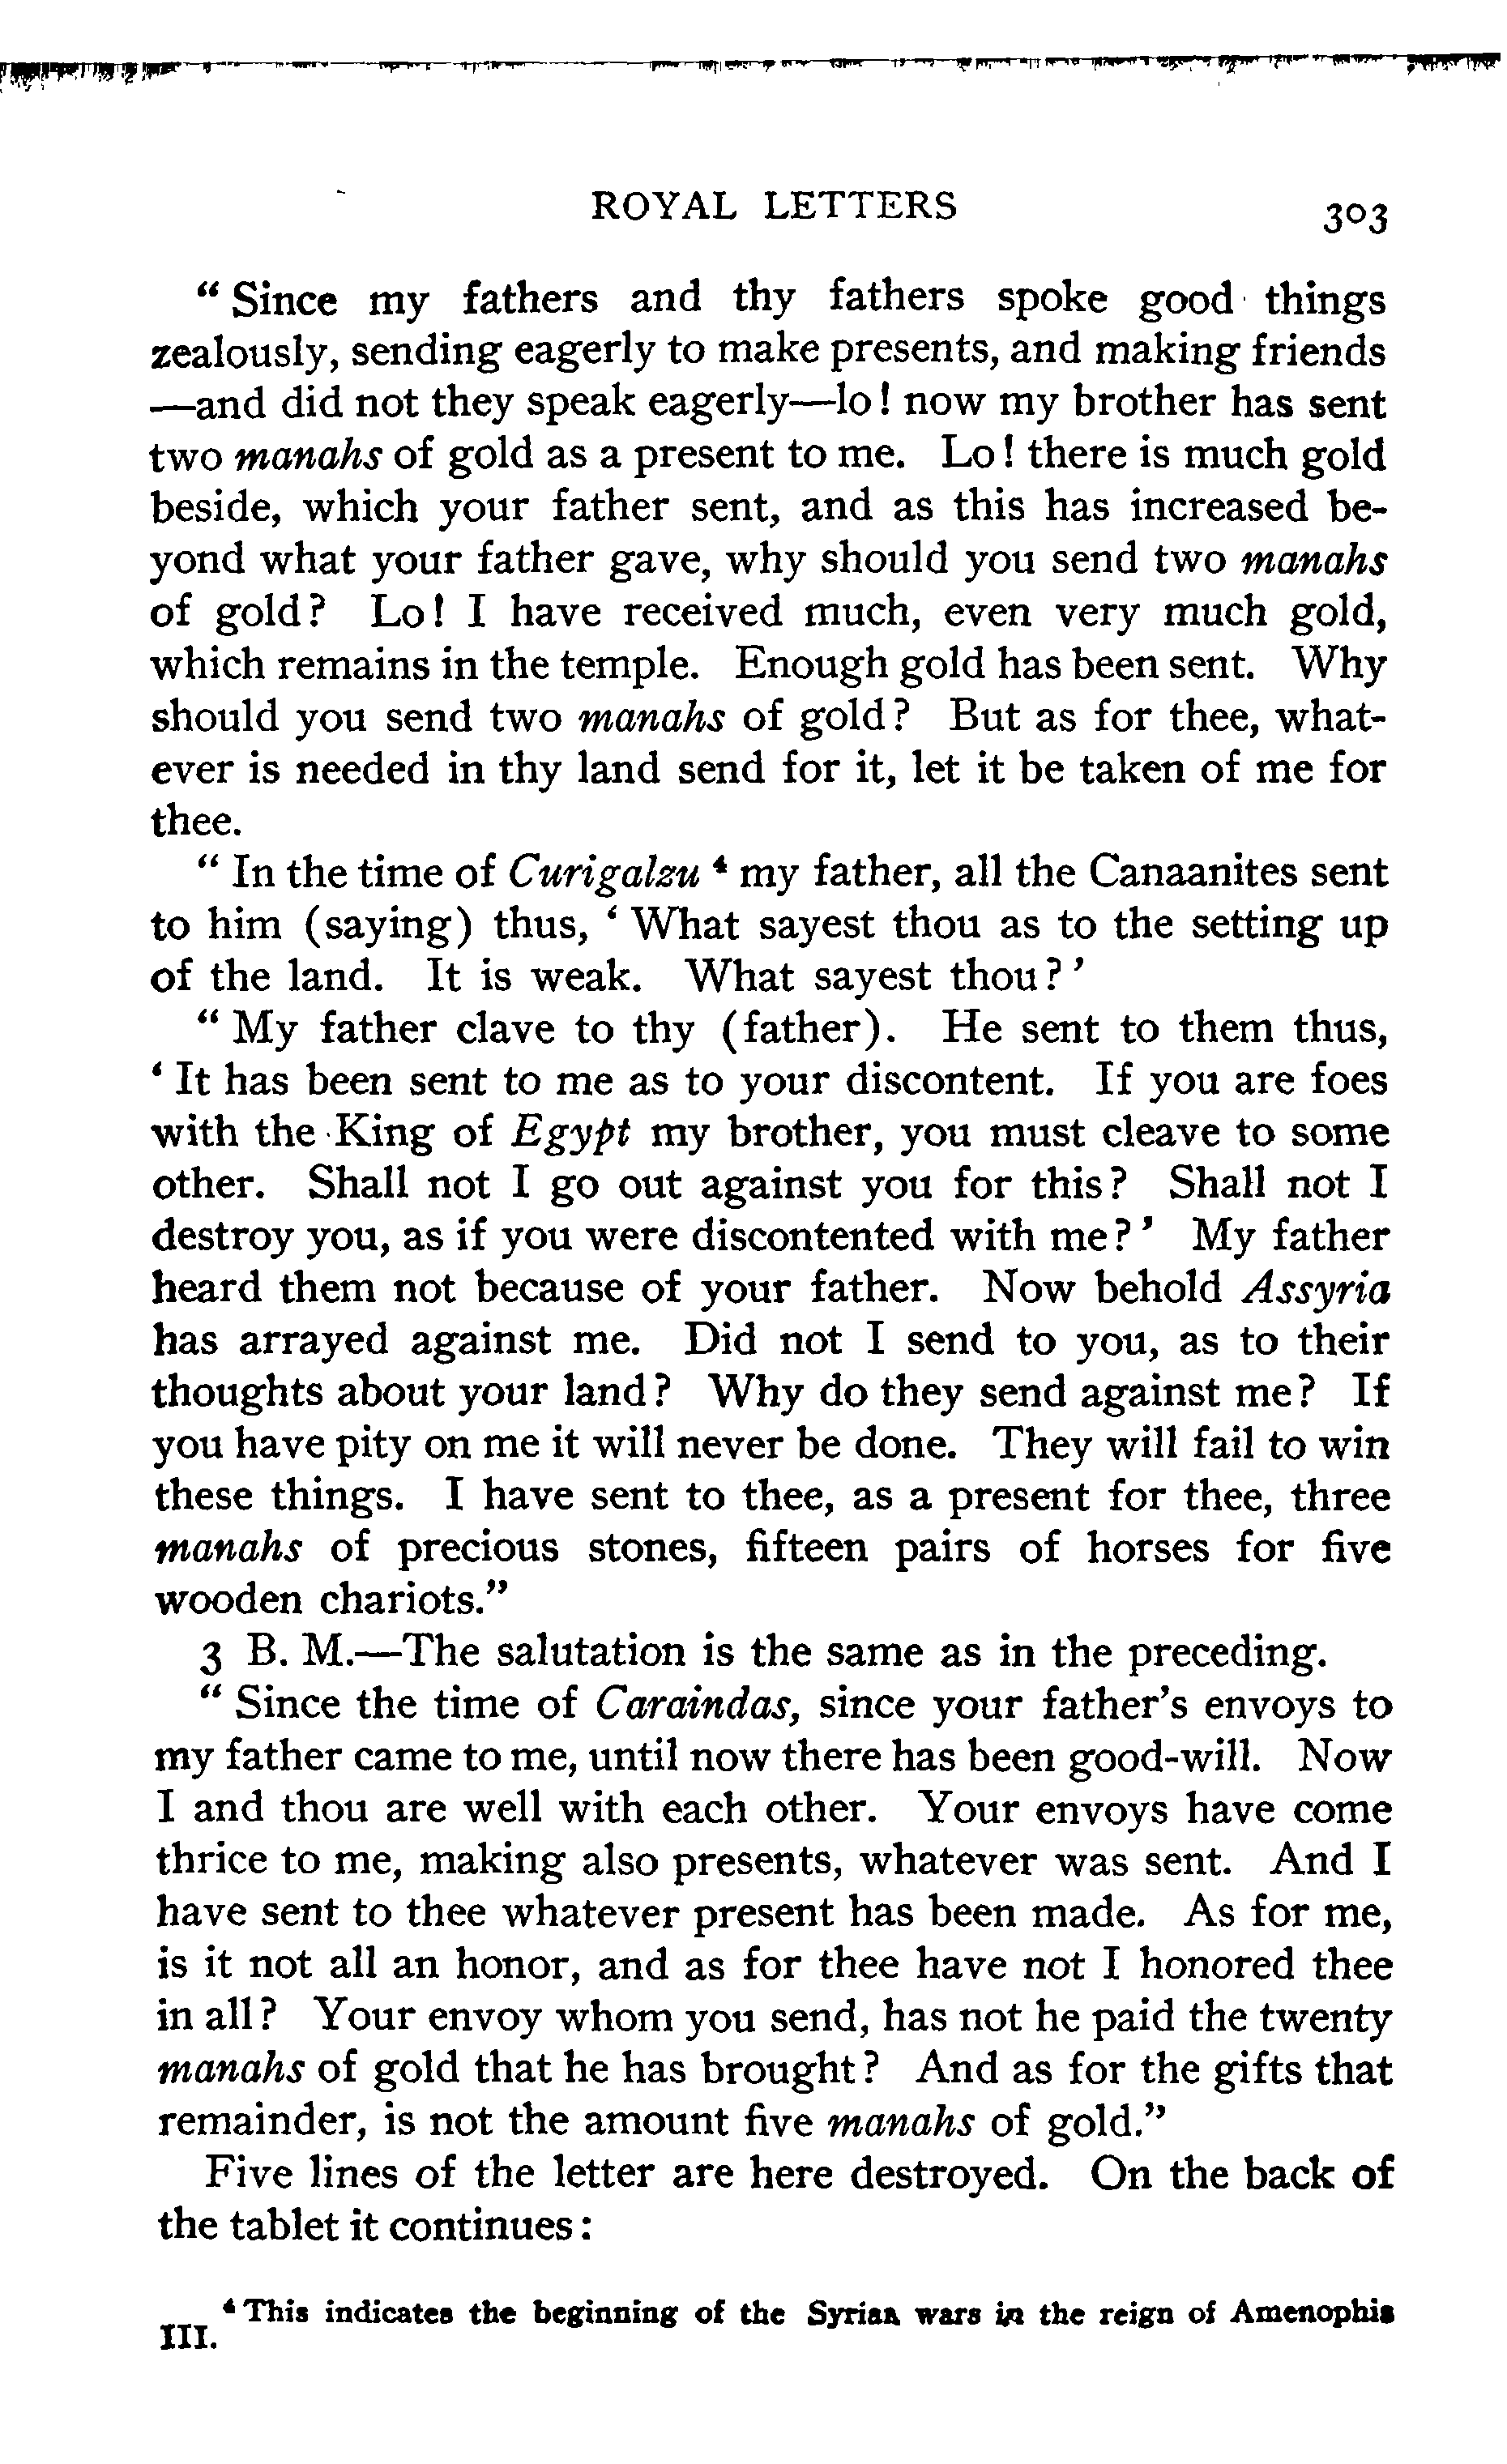 ROYAL LETTERS 303
“ Since my fathers and thy fathers spoke good things
zealously, sending eagerly to make presents, and making friends
—and did not they speak eagerly—lo! now my brother has sent
two manahs of gold as a present to me. Lo! there is much gold
beside, which your father sent, and as this has increased be-
yond what your father gave, why should you send two manahs
of gold? Lo! I have received much, even very much gold,
which remains in the temple. Enough gold has been sent. Why
should you send two manahs of gold? But as for thee, what-
ever is needed in thy land send for it, let it be taken of me for
thee.
“ In the time of Curigalzu ⁴ my father, all the Canaanites sent
to him (saying) thus, ‘ What sayest thou as to the setting up
of the land. It is weak. What sayest thou?’
“ My father clave to thy (father). He sent to them thus,
‘ It has been sent to me as to your discontent. If you are foes
with the King of Egypt my brother, you must cleave to some
other. Shall not I go out against you for this? Shall not I
destroy you, as if you were discontented with me?’ My father
heard them not because of your father. Now behold Assyria
has arrayed against me. Did not I send to you, as to their
thoughts about your land? Why do they send against me? If
you have pity on me it will never be done. They will fail to win
these things. I have sent to thee, as a present for thee, three
manahs of precious stones, fifteen pairs of horses for five
wooden chariots.”
3 B. M.—The salutation is the same as in the preceding.
“ Since the time of Caraindas, since your father’s envoys to
my father came to me, until now there has been good-will. Now
I and thou are well with each other. Your envoys have come
thrice to me, making also presents, whatever was sent. And I
have sent to thee whatever present has been made. As for me,
is it not all an honor, and as for thee have not I honored thee
in all? Your envoy whom you send, has not he paid the twenty
manahs of gold that he has brought? And as for the gifts that
remainder, is not the amount five manahs of gold.”
Five lines of the letter are here destroyed. On the back of
the tablet it continues:
⁴ This indicates the beginning of the Syrian wars in the reign of Amenophis
III.